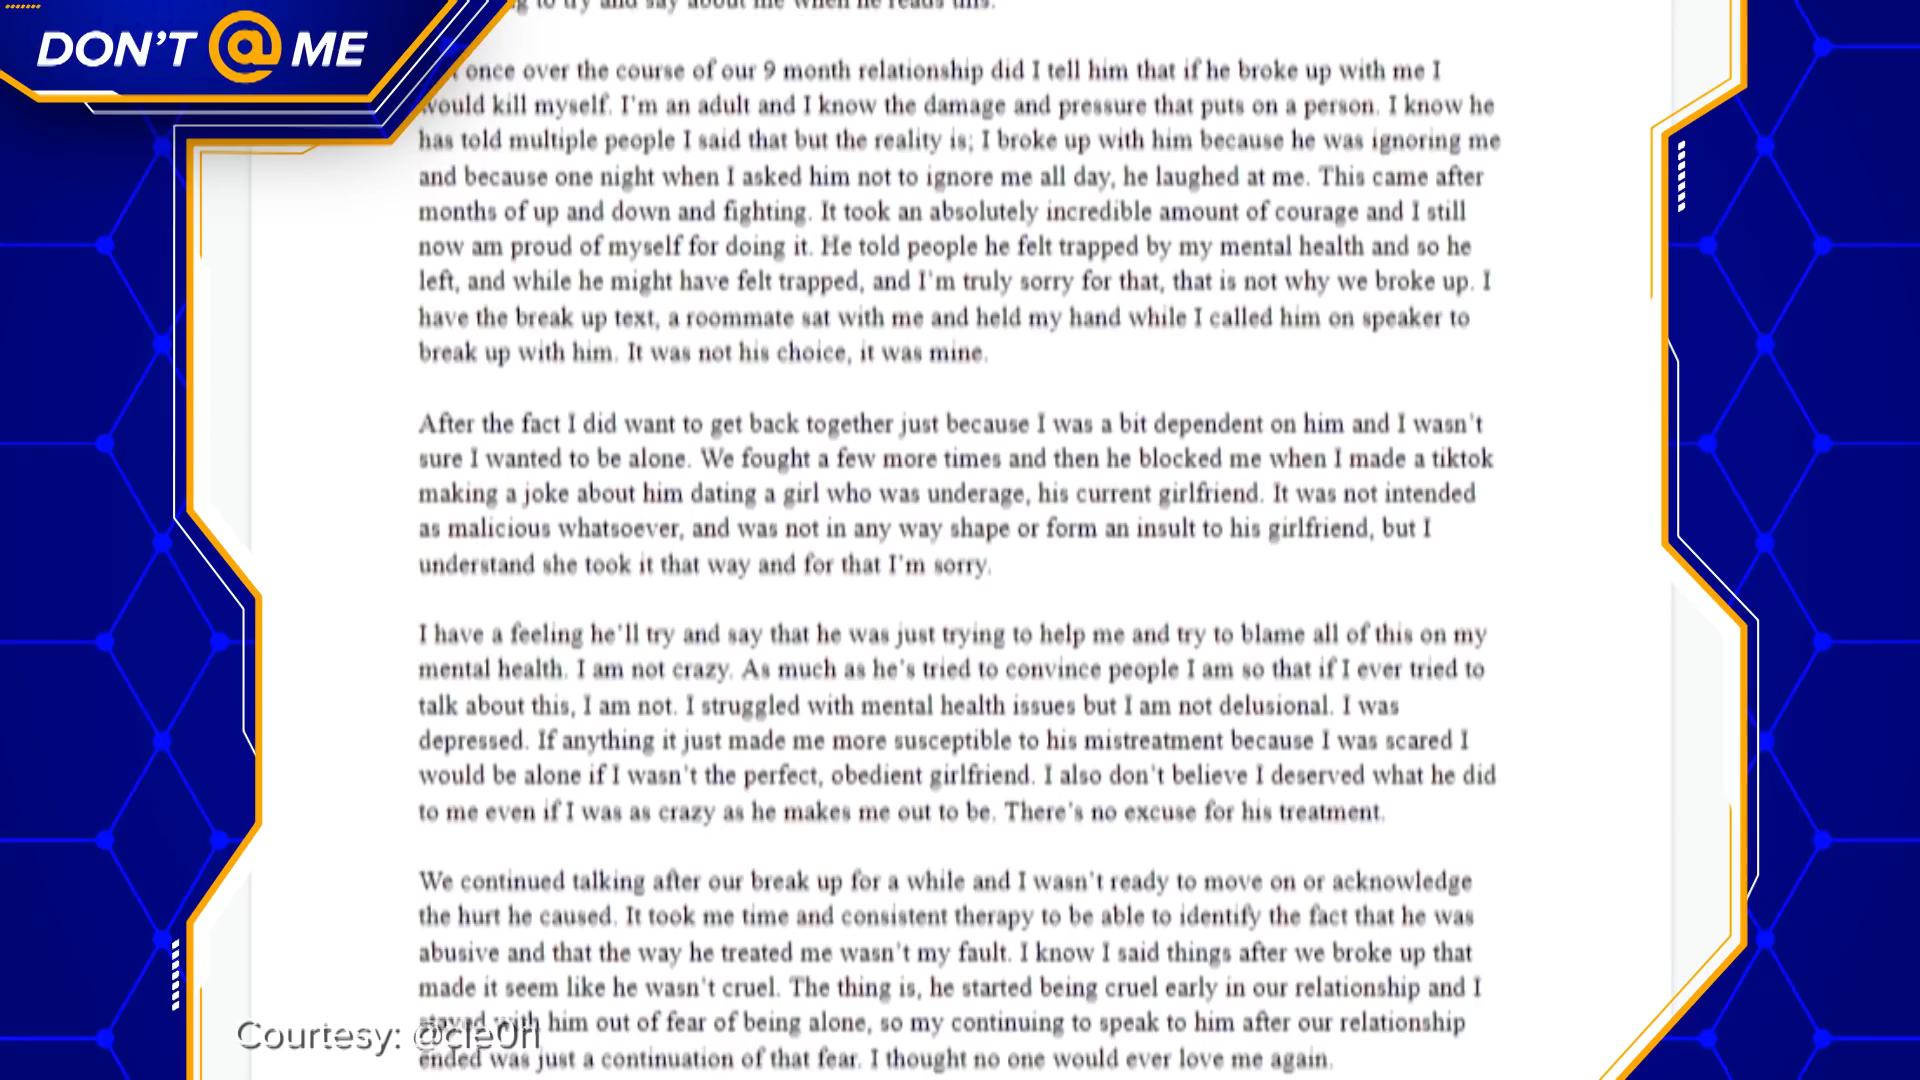 DON'T @ ME
to try and say about me when he reads this.
once over the course of our 9 month relationship did I tell him that if he broke up with me I
would kill myself. I'm an adult and I know the damage and pressure that puts on a person. I know he
has told multiple people I said that but the reality is; I broke up with him because he was ignoring me
and because one night when I asked him not to ignore me all day, he laughed at me. This came after
months of up and down and fighting. It took an absolutely incredible amount of courage and I still
now am proud of myself for doing it. He told people he felt trapped by my mental health and so he
left, and while he might have felt trapped, and I'm truly sorry for that, that is not why we broke up. I
have the break up text, a roommate sat with me and held my hand while I called him on speaker to
break up with him. It was not his choice, it was mine.
After the fact I did want to get back together just because I was a bit dependent on him and I wasn't
sure I wanted to be alone. We fought a few more times and then he blocked me when I made a tiktok
making a joke about him dating a girl who was underage, his current girlfriend. It was not intended
as malicious whatsoever, and was not in any way shape or form an insult to his girlfriend, but I
understand she took it that way and for that I'm sorry.
I have a feeling he'll try and say that he was just trying to help me and try to blame all of this on my
mental health. I am not crazy. As much as he's tried to convince people I am so that if I ever tried to
talk about this, I am not. I struggled with mental health issues but I am not delusional. I was
depressed. If anything it just made me more susceptible to his mistreatment because I was scared I
would be alone if I wasn't the perfect, obedient girlfriend. I also don't believe I deserved what he did
to me even if I was as crazy as he makes me out to be. There's no excuse for his treatment.
We continued talking after our break up for a while and I wasn't ready to move on or acknowledge
the hurt he caused. It took me time and consistent therapy to be able to identify the fact that he was
abusive and that the way he treated me wasn't my fault. I know I said things after we broke up that
made it seem like he wasn't cruel. The thing is, he started being cruel early in our relationship and I
stayed with him out of fear of being alone, so my continuing to speak to him after our relationship
ended was just a continuation of that fear. I thought no one would ever love me again.
Courtesy: @cle0h